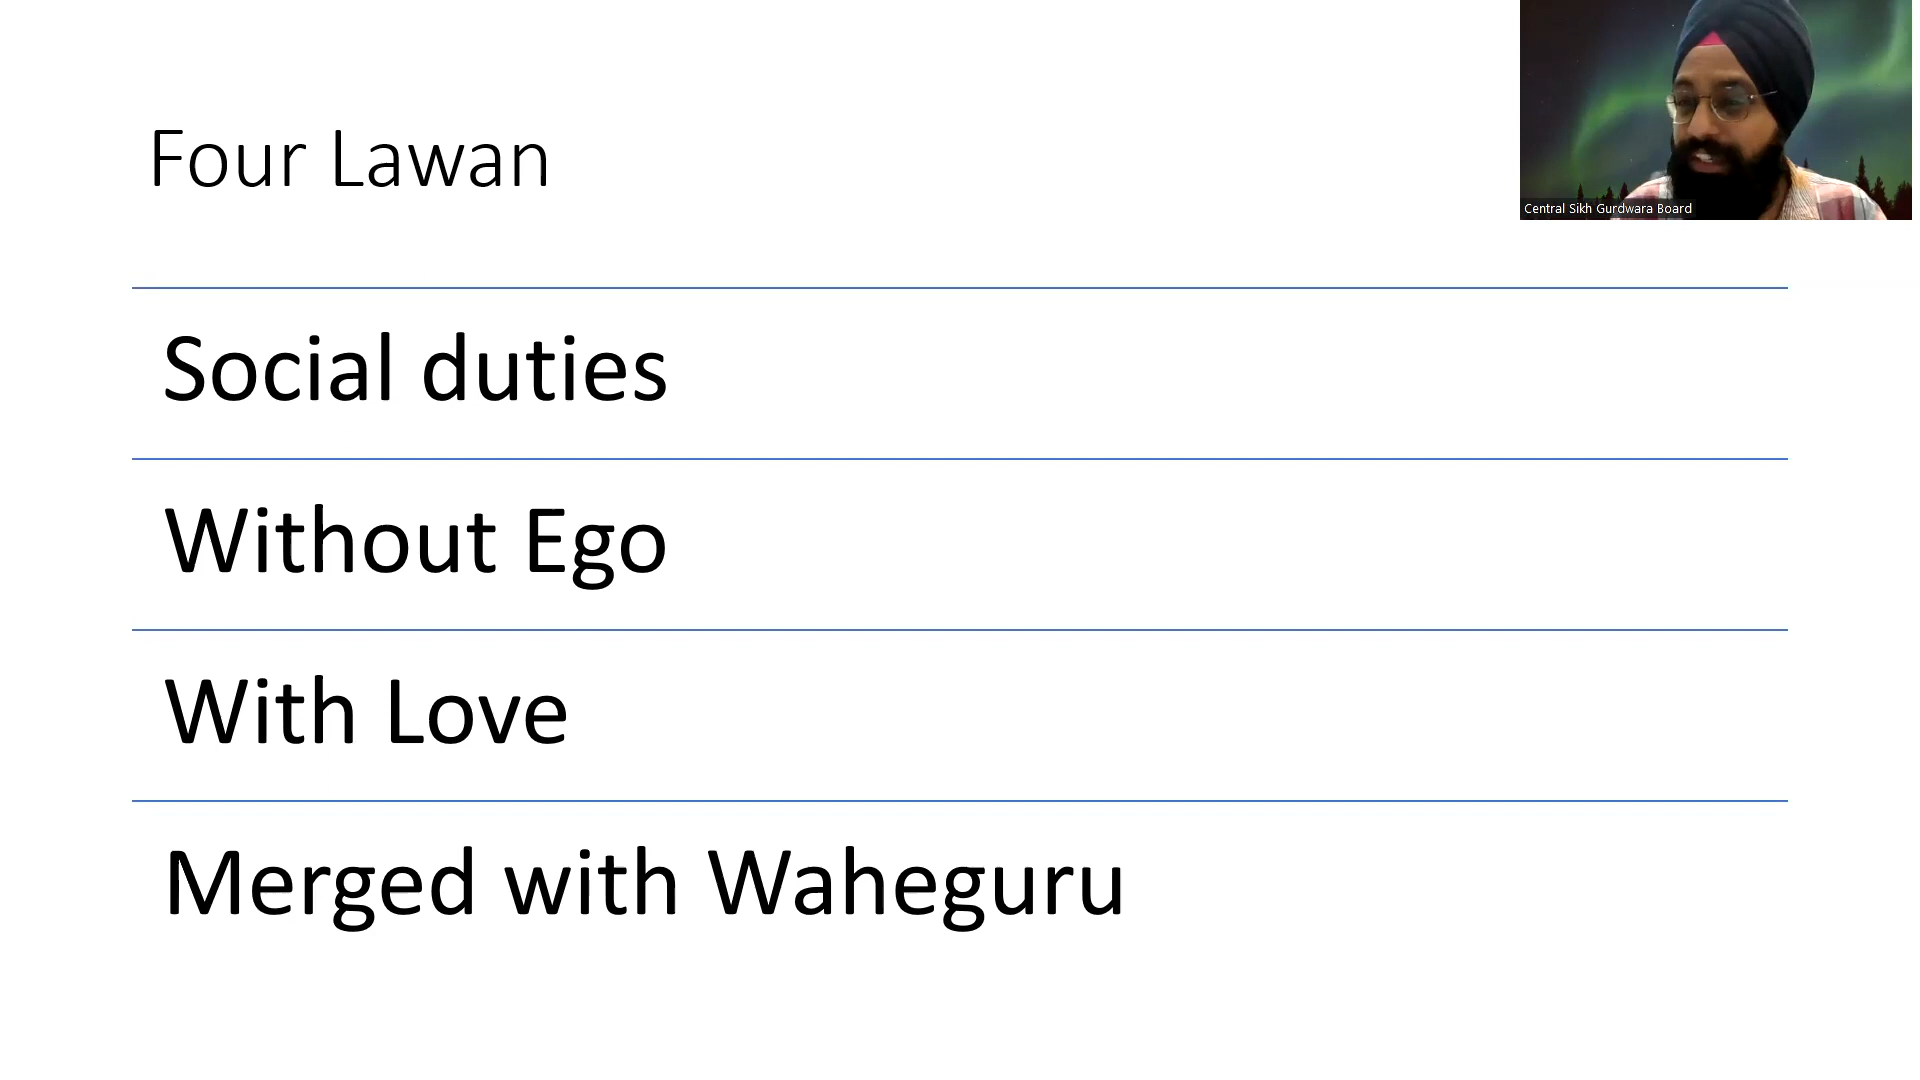 Four Lawan
Central Sikh Gurdwara Board
Social duties
Without Ego
With Love
Merged with Waheguru